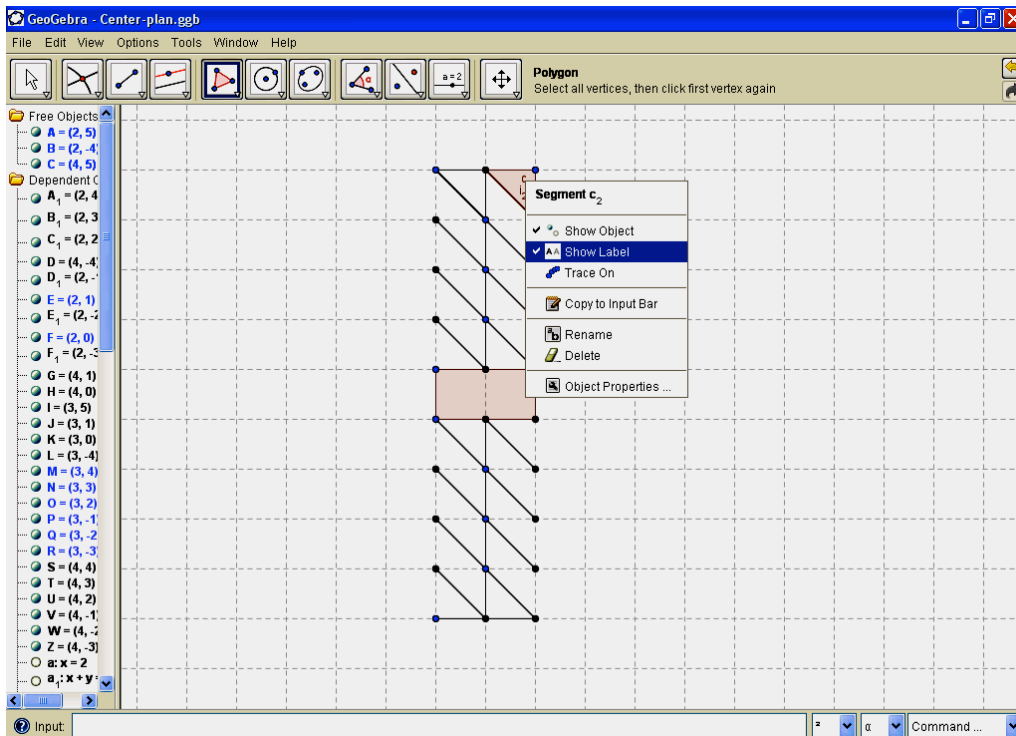 GeoGebra - Center-plan.ggb
File Edit View Options Tools Window Help
a=2
Polygon
Select all vertices, then click first vertex again
Free Objects
A = (2, 5)
B = (2, -4
C = (4, 5)
Dependent
A₁ = (2, 4
B₁ = (2, 3
C₁ = (2, 2
D = (4, -4
D₁ = (2, -
E = (2, 1)
E₁ = (2, -2
F = (2, 0)
F₁ = (2, -3
G = (4, 1)
H = (4, 0)
I = (3, 5)
J = (3, 1)
K = (3, 0)
L = (3, -4)
M = (3, 4)
N = (3, 3)
O = (3, 2)
P = (3, -1
Q = (3, -2
R = (3, -3
S = (4, 4)
T = (4, 3)
U = (4, 2)
V = (4, -1
W = (4, -2
Z = (4, -3)
a: x = 2
a₁: x + y
Segment c₂
Show Object
AA Show Label
Trace On
Copy to Input Bar
Rename
Delete
Object Properties ...
Input: ² α Command ...